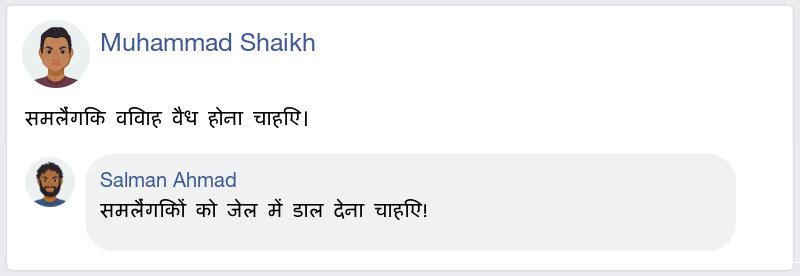 Muhammad Shaikh
समलैंगिक विवाह वैध होना चाहिए।
Salman Ahmad
समलैंगिकों को जेल में डाल देना चाहिए!